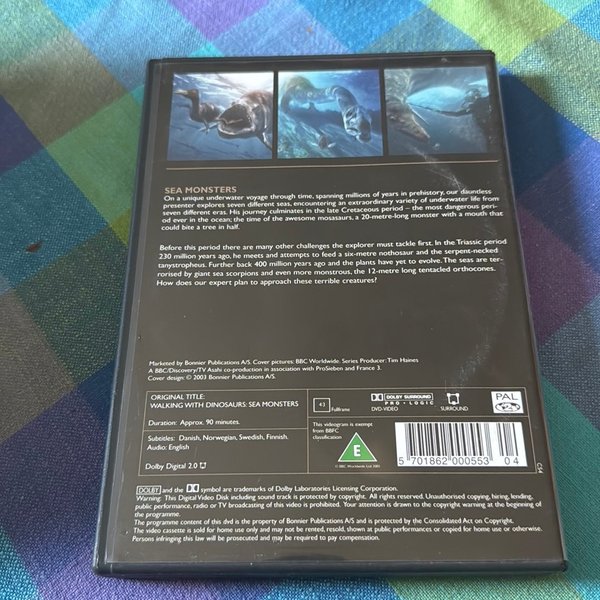 SEA MONSTERS
On a unique underwater voyage through time, spanning millions of years in prehistory, our dauntless
presenter explores seven different seas, encountering an extraordinary variety of underwater life from
seven different eras. His journey culminates in the late Cretaceous period – the most dangerous peri-
od ever in the ocean; the time of the awesome mosasaurs, a 20-metre-long monster with a mouth that
could bite a tree in half.
Before this period there are many other challenges the explorer must tackle first. In the Triassic period
230 million years ago, he meets and attempts to feed a six-metre nothosaur and the serpent-necked
tanystropheus. Further back 400 million years ago and the plants have yet to evolve. The seas are ter-
rorised by giant sea scorpions and even more monstrous, the 12-metre long tentacled orthocones.
How does our expert plan to approach these terrible creatures?
Marketed by Bonnier Publications A/S. Cover pictures: BBC Worldwide. Series Producer: Tim Haines
A BBC/Discovery/TV Asahi co-production in association with ProSieben and France 3.
Cover design: © 2003 Bonnier Publications A/S.
ORIGINAL TITLE:
WALKING WITH DINOSAURS: SEA MONSTERS
Duration: Approx. 90 minutes.
Subtitles: Danish, Norwegian, Swedish, Finnish.
Audio: English
Dolby Digital 2.0
4:3
Fullframe
DOLBY SURROUND
PRO · LOGIC
DVD-VIDEO
SURROUND
PAL
This videogram is exempt
from BBFC
classification
E
© BBC Worldwide Ltd 2003
5 701862 000553 04
DOLBY and the symbol are trademarks of Dolby Laboratories Licensing Corporation.
Warning: This Digital Video Disk including sound track is protected by copyright. All rights reserved. Unauthorised copying, hiring, lending,
public performance, radio or TV broadcasting of this video is prohibited. Your attention is drawn to the copyright warning at the beginning of
the programme.
The programme content of this dvd is the property of Bonnier Publications A/S and is protected by the Consolidated Act on Copyright.
The video cassette is sold for home use only and may not be rented, resold, shown at public performances or copied for home use or otherwise.
Persons infringing this law will be prosecuted and may be required to pay compensation.